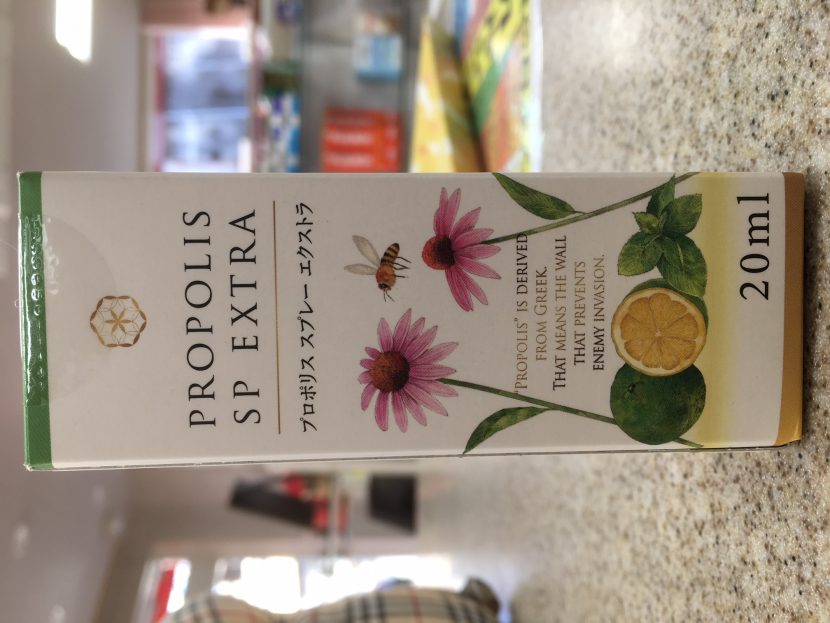 PROPOLIS
SP EXTRA
プロポリス スプレー エクストラ
"PROPOLIS" IS DERIVED
FROM GREEK.
THAT MEANS THE WALL
THAT PREVENTS
ENEMY INVASION.
20ml